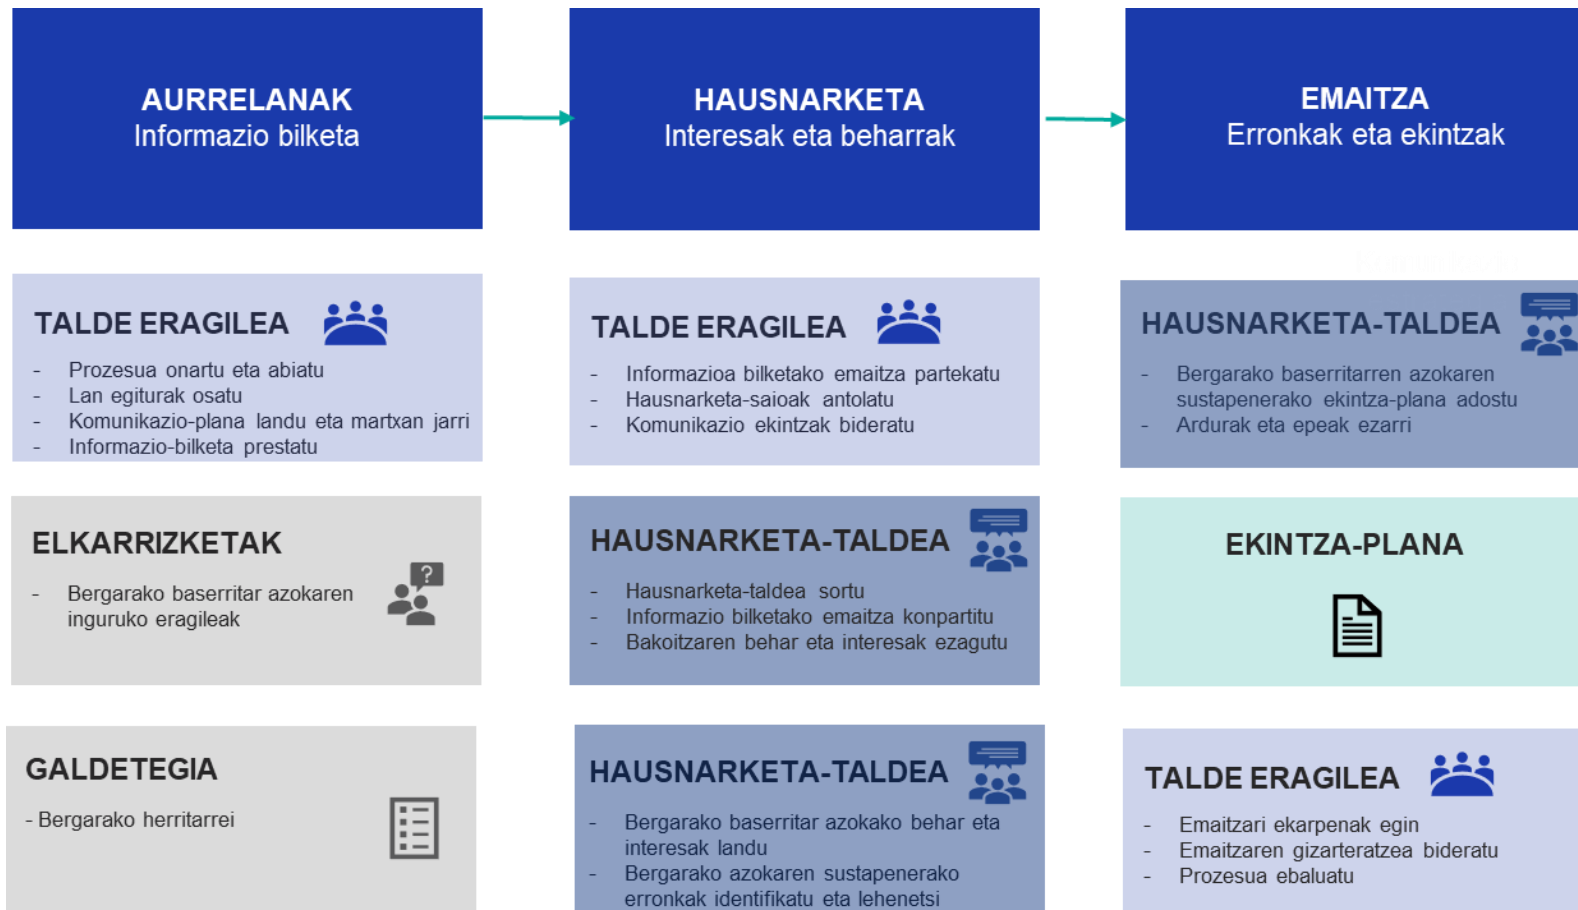 AURRELANAK
Informazio bilketa
HAUSNARKETA
Interesak eta beharrak
EMAITZA
Erronkak eta ekintzak
TALDE ERAGILEA
- Prozesua onartu eta abiatu
- Lan egiturak osatu
- Komunikazio-plana landu eta martxan jarri
- Informazio-bilketa prestatu
TALDE ERAGILEA
- Informazioa bilketako emaitza partekatu
- Hausnarketa-saioak antolatu
- Komunikazio ekintzak bideratu
HAUSNARKETA-TALDEA
- Bergarako baserritarren azokaren
sustapenerako ekintza-plana adostu
- Ardurak eta epeak ezarri
ELKARRIZKETAK
- Bergarako baserritar azokaren
inguruko eragileak
?
HAUSNARKETA-TALDEA
- Hausnarketa-taldea sortu
- Informazio bilketako emaitza konpartitu
- Bakoitzaren behar eta interesak ezagutu
EKINTZA-PLANA
GALDETEGIA
- Bergarako herritarrei
HAUSNARKETA-TALDEA
- Bergarako baserritar azokako behar eta
interesak landu
- Bergarako azokaren sustapenerako
erronkak identifikatu eta lehenetsi
TALDE ERAGILEA
- Emaitzari ekarpenak egin
- Emaitzaren gizarteratzea bideratu
- Prozesua ebaluatu